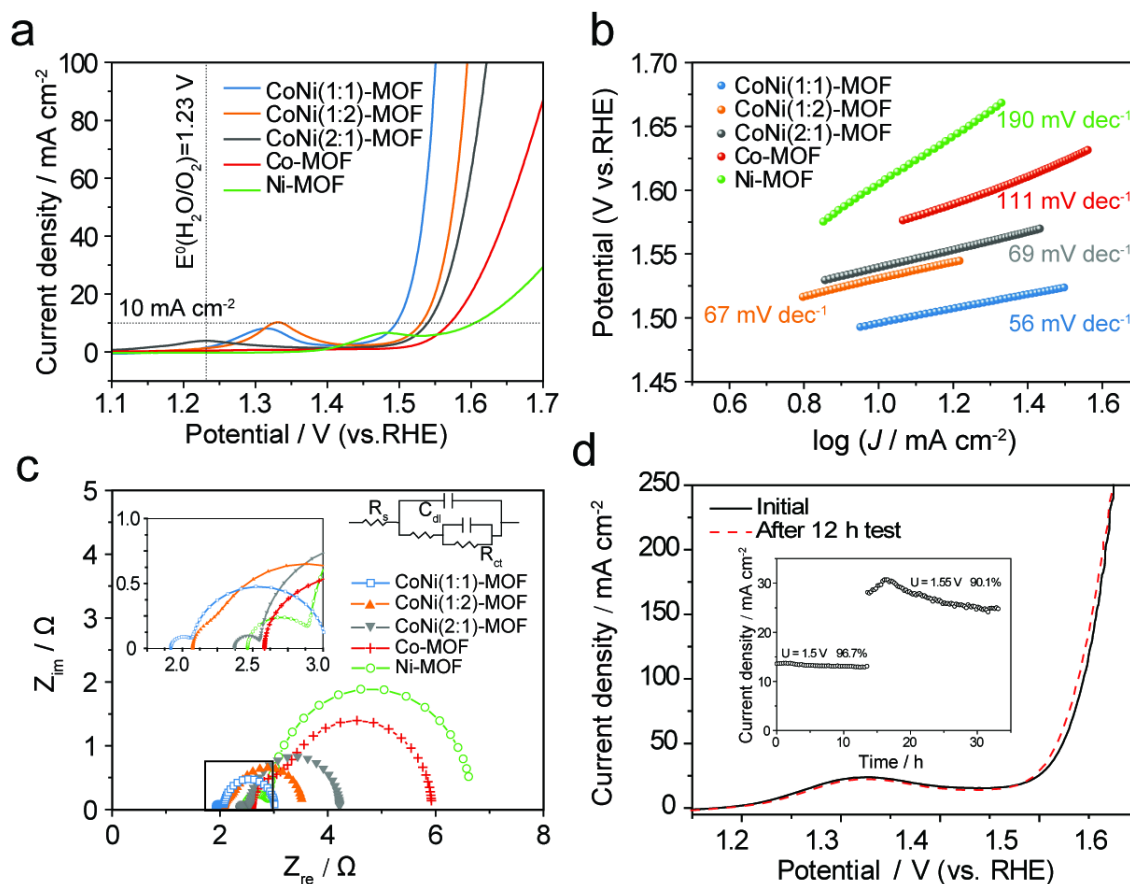 a
100
80
60
40
20
0
1.1 1.2 1.3 1.4 1.5 1.6 1.7
Current density / mA cm⁻²
Potential / V (vs.RHE)
E⁰(H₂O/O₂)=1.23 V
10 mA cm⁻²
CoNi(1:1)-MOF
CoNi(1:2)-MOF
CoNi(2:1)-MOF
Co-MOF
Ni-MOF
b
1.70
1.65
1.60
1.55
1.50
1.45
0.6 0.8 1.0 1.2 1.4 1.6
Potential (V vs.RHE)
log (J / mA cm⁻²)
CoNi(1:1)-MOF
CoNi(1:2)-MOF
CoNi(2:1)-MOF
Co-MOF
Ni-MOF
190 mV dec⁻¹
111 mV dec⁻¹
69 mV dec⁻¹
67 mV dec⁻¹
56 mV dec⁻¹
c
5
4
3
2
1
0
0 2 4 6 8
Z_im / Ω
Z_re / Ω
1.0
0.5
0
2.0 2.5 3.0
R_s
C_dl
R_ct
CoNi(1:1)-MOF
CoNi(1:2)-MOF
CoNi(2:1)-MOF
Co-MOF
Ni-MOF
d
250
200
150
100
50
0
1.2 1.3 1.4 1.5 1.6
Current density / mA cm⁻²
Potential / V (vs. RHE)
Initial
After 12 h test
Current density / mA cm⁻²
45
30
15
0
0 10 20 30
Time / h
U = 1.55 V 90.1%
U = 1.5 V 96.7%